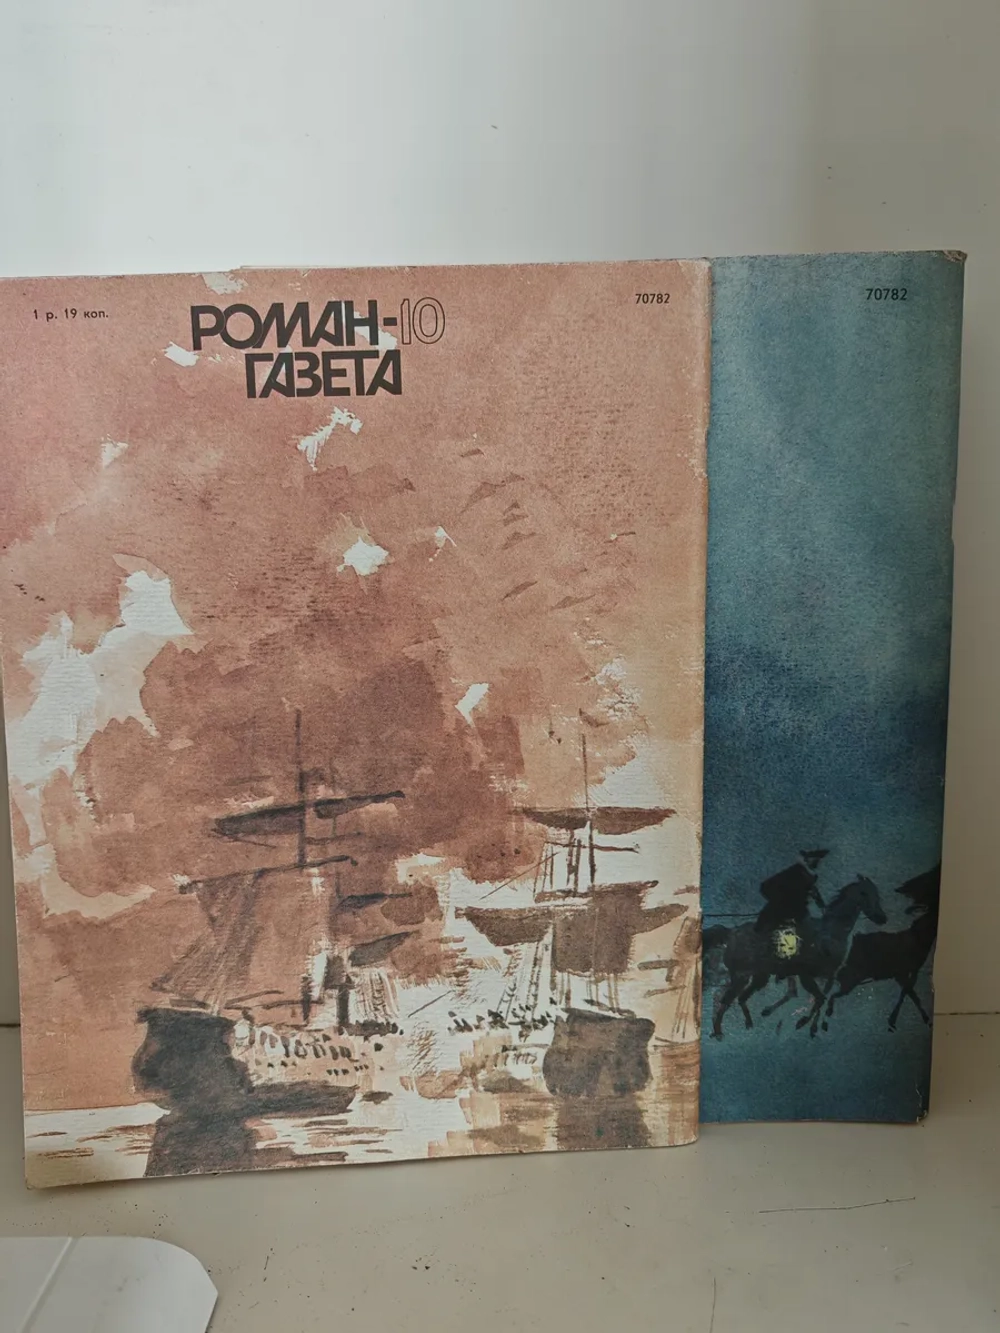 1 р. 19 коп.
РОМАН-10
ГАЗЕТА
70782
70782